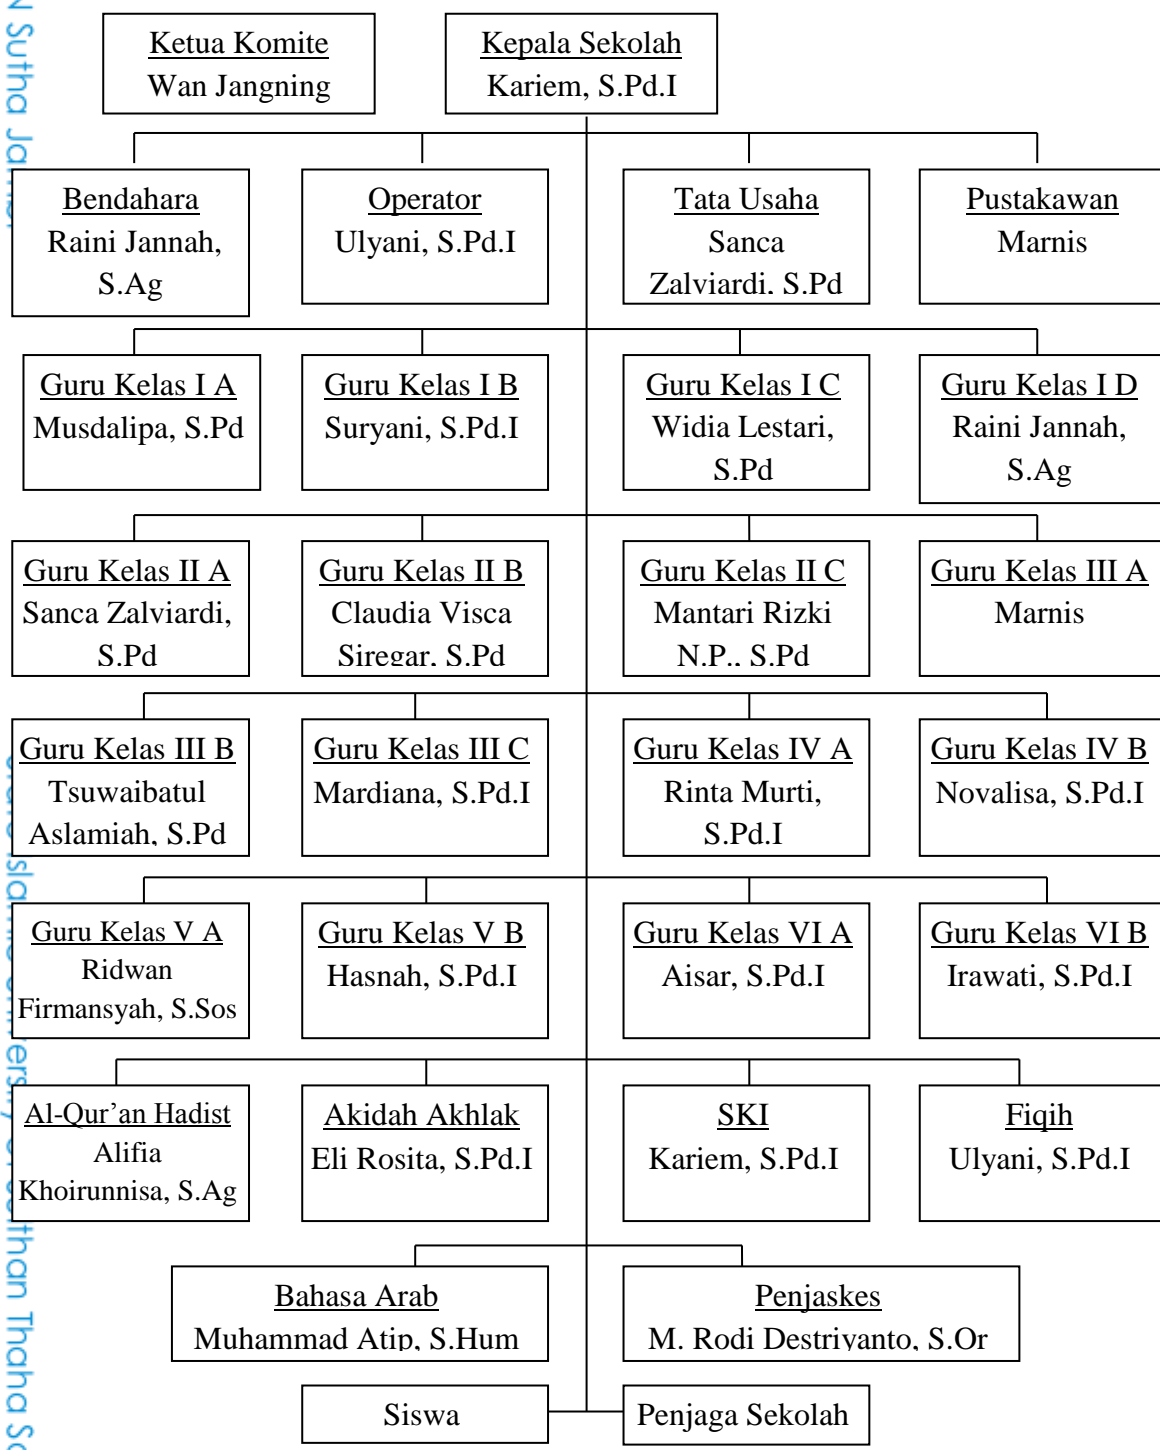 Ketua Komite
Wan Jangning
Kepala Sekolah
Kariem, S.Pd.I
Bendahara
Raini Jannah,
S.Ag
Operator
Ulyani, S.Pd.I
Tata Usaha
Sanca
Zalviardi, S.Pd
Pustakawan
Marnis
Guru Kelas I A
Musdalipa, S.Pd
Guru Kelas I B
Suryani, S.Pd.I
Guru Kelas I C
Widia Lestari,
S.Pd
Guru Kelas I D
Raini Jannah,
S.Ag
Guru Kelas II A
Sanca Zalviardi,
S.Pd
Guru Kelas II B
Claudia Visca
Siregar, S.Pd
Guru Kelas II C
Mantari Rizki
N.P., S.Pd
Guru Kelas III A
Marnis
Guru Kelas III B
Tsuwaibatul
Aslamiah, S.Pd
Guru Kelas III C
Mardiana, S.Pd.I
Guru Kelas IV A
Rinta Murti,
S.Pd.I
Guru Kelas IV B
Novalisa, S.Pd.I
Guru Kelas V A
Ridwan
Firmansyah, S.Sos
Guru Kelas V B
Hasnah, S.Pd.I
Guru Kelas VI A
Aisar, S.Pd.I
Guru Kelas VI B
Irawati, S.Pd.I
Al-Qur’an Hadist
Alifia
Khoirunnisa, S.Ag
Akidah Akhlak
Eli Rosita, S.Pd.I
SKI
Kariem, S.Pd.I
Fiqih
Ulyani, S.Pd.I
Bahasa Arab
Muhammad Atip, S.Hum
Penjaskes
M. Rodi Destriyanto, S.Or
Siswa
Penjaga Sekolah
Sutha
Thaha